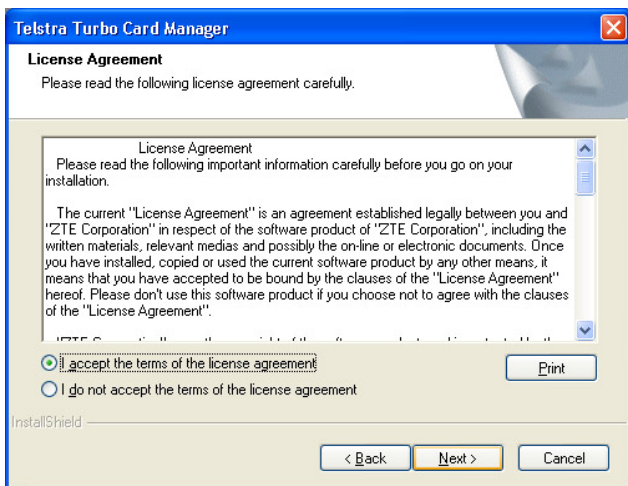 Telstra Turbo Card Manager
License Agreement
Please read the following license agreement carefully.
License Agreement
Please read the following important information carefully before you go on your
installation.
The current "License Agreement" is an agreement established legally between you and
"ZTE Corporation" in respect of the software product of "ZTE Corporation", including the
written materials, relevant medias and possibly the on-line or electronic documents. Once
you have installed, copied or used the current software product by any other means, it
means that you have accepted to be bound by the clauses of the "License Agreement"
hereof. Please don't use this software product if you choose not to agree with the clauses
of the "License Agreement".
I accept the terms of the license agreement
Print
I do not accept the terms of the license agreement
InstallShield
< Back
Next >
Cancel